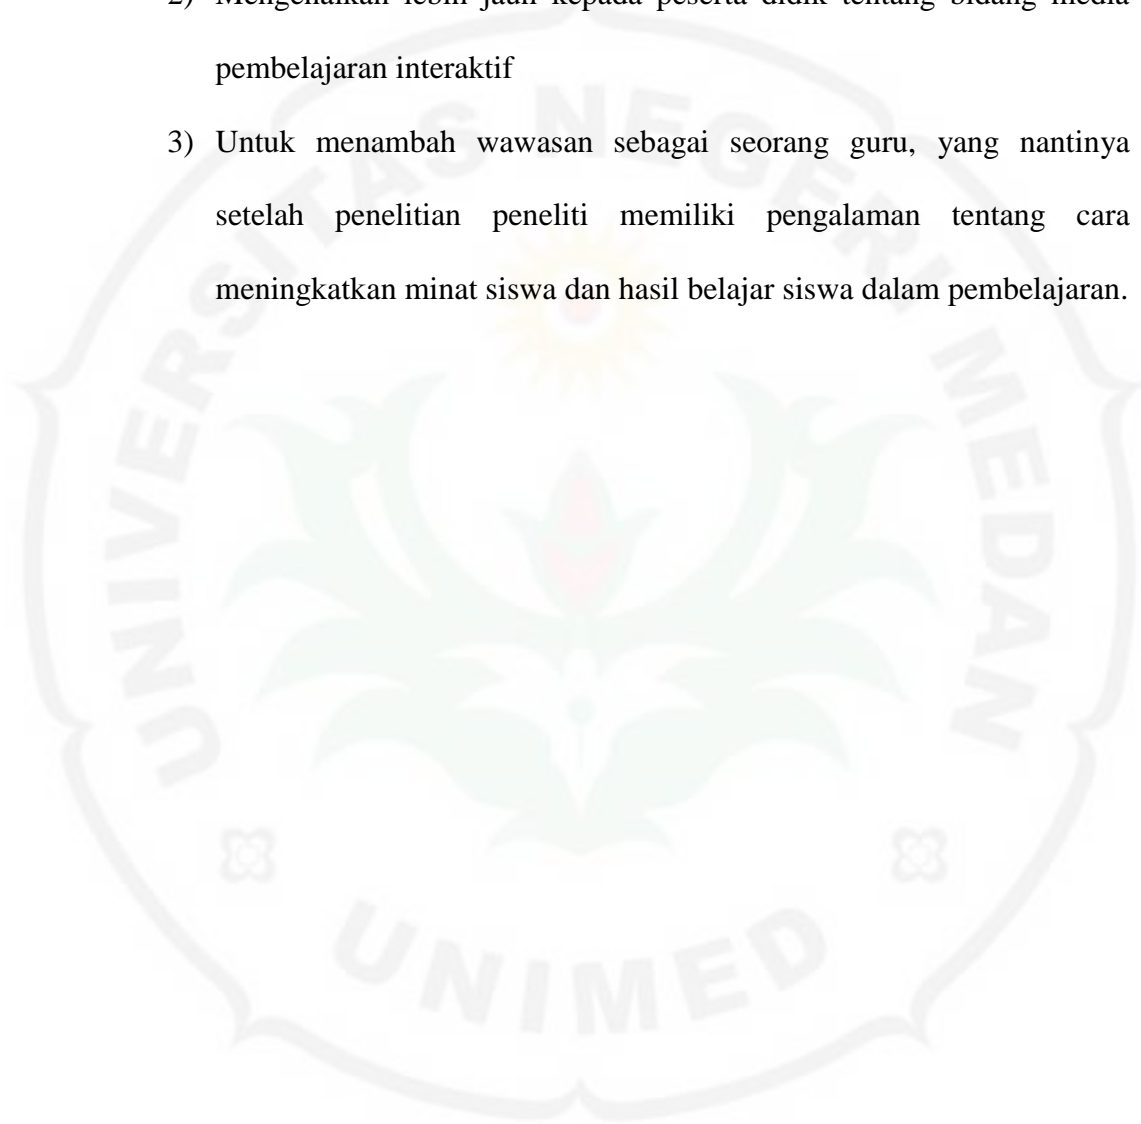 2) Mengenalkan lebih jauh kepada peserta didik tentang bidang media
pembelajaran interaktif
3) Untuk menambah wawasan sebagai seorang guru, yang nantinya
setelah penelitian peneliti memiliki pengalaman tentang cara
meningkatkan minat siswa dan hasil belajar siswa dalam pembelajaran.
UNIVERSITAS NEGERI MEDAN
UNIMED